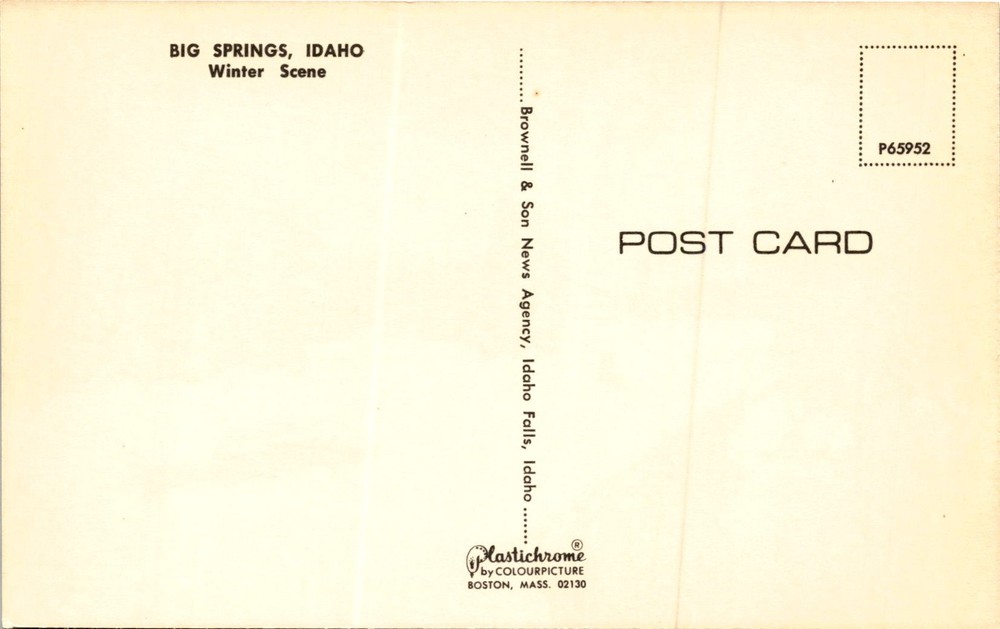 BIG SPRINGS, IDAHO
Winter Scene
Brownell & Son News Agency, Idaho Falls, Idaho
P65952
POST CARD
Plastichrome®
by COLOURPICTURE
BOSTON, MASS. 02130